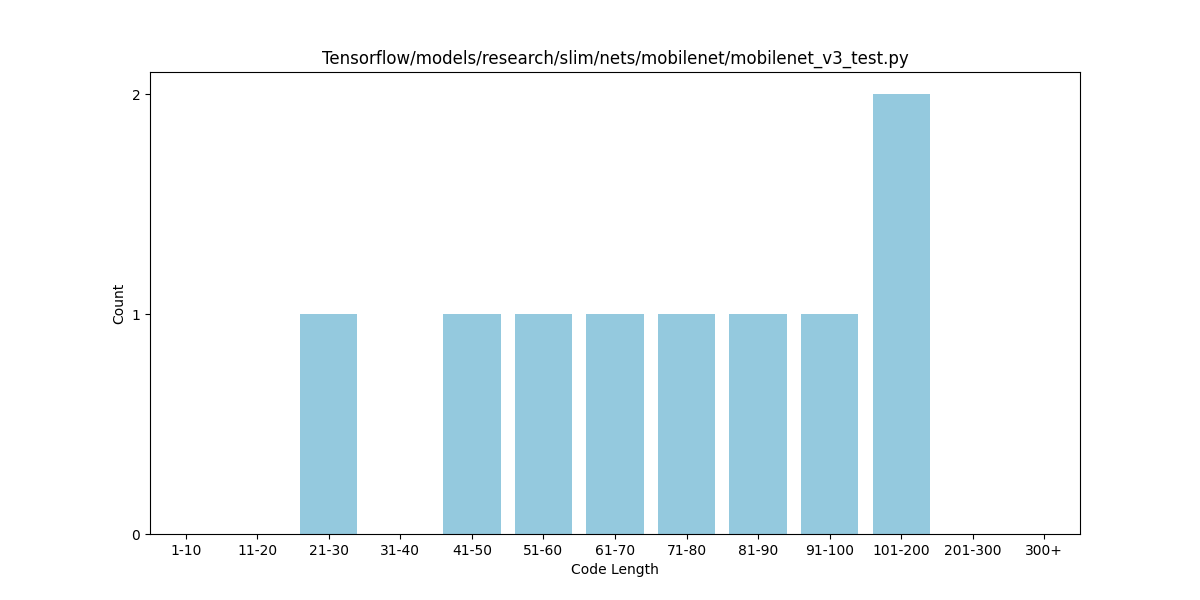 Tensorflow/models/research/slim/nets/mobilenet/mobilenet_v3_test.py
2
1
0
Count
1-10 11-20 21-30 31-40 41-50 51-60 61-70 71-80 81-90 91-100 101-200 201-300 300+
Code Length